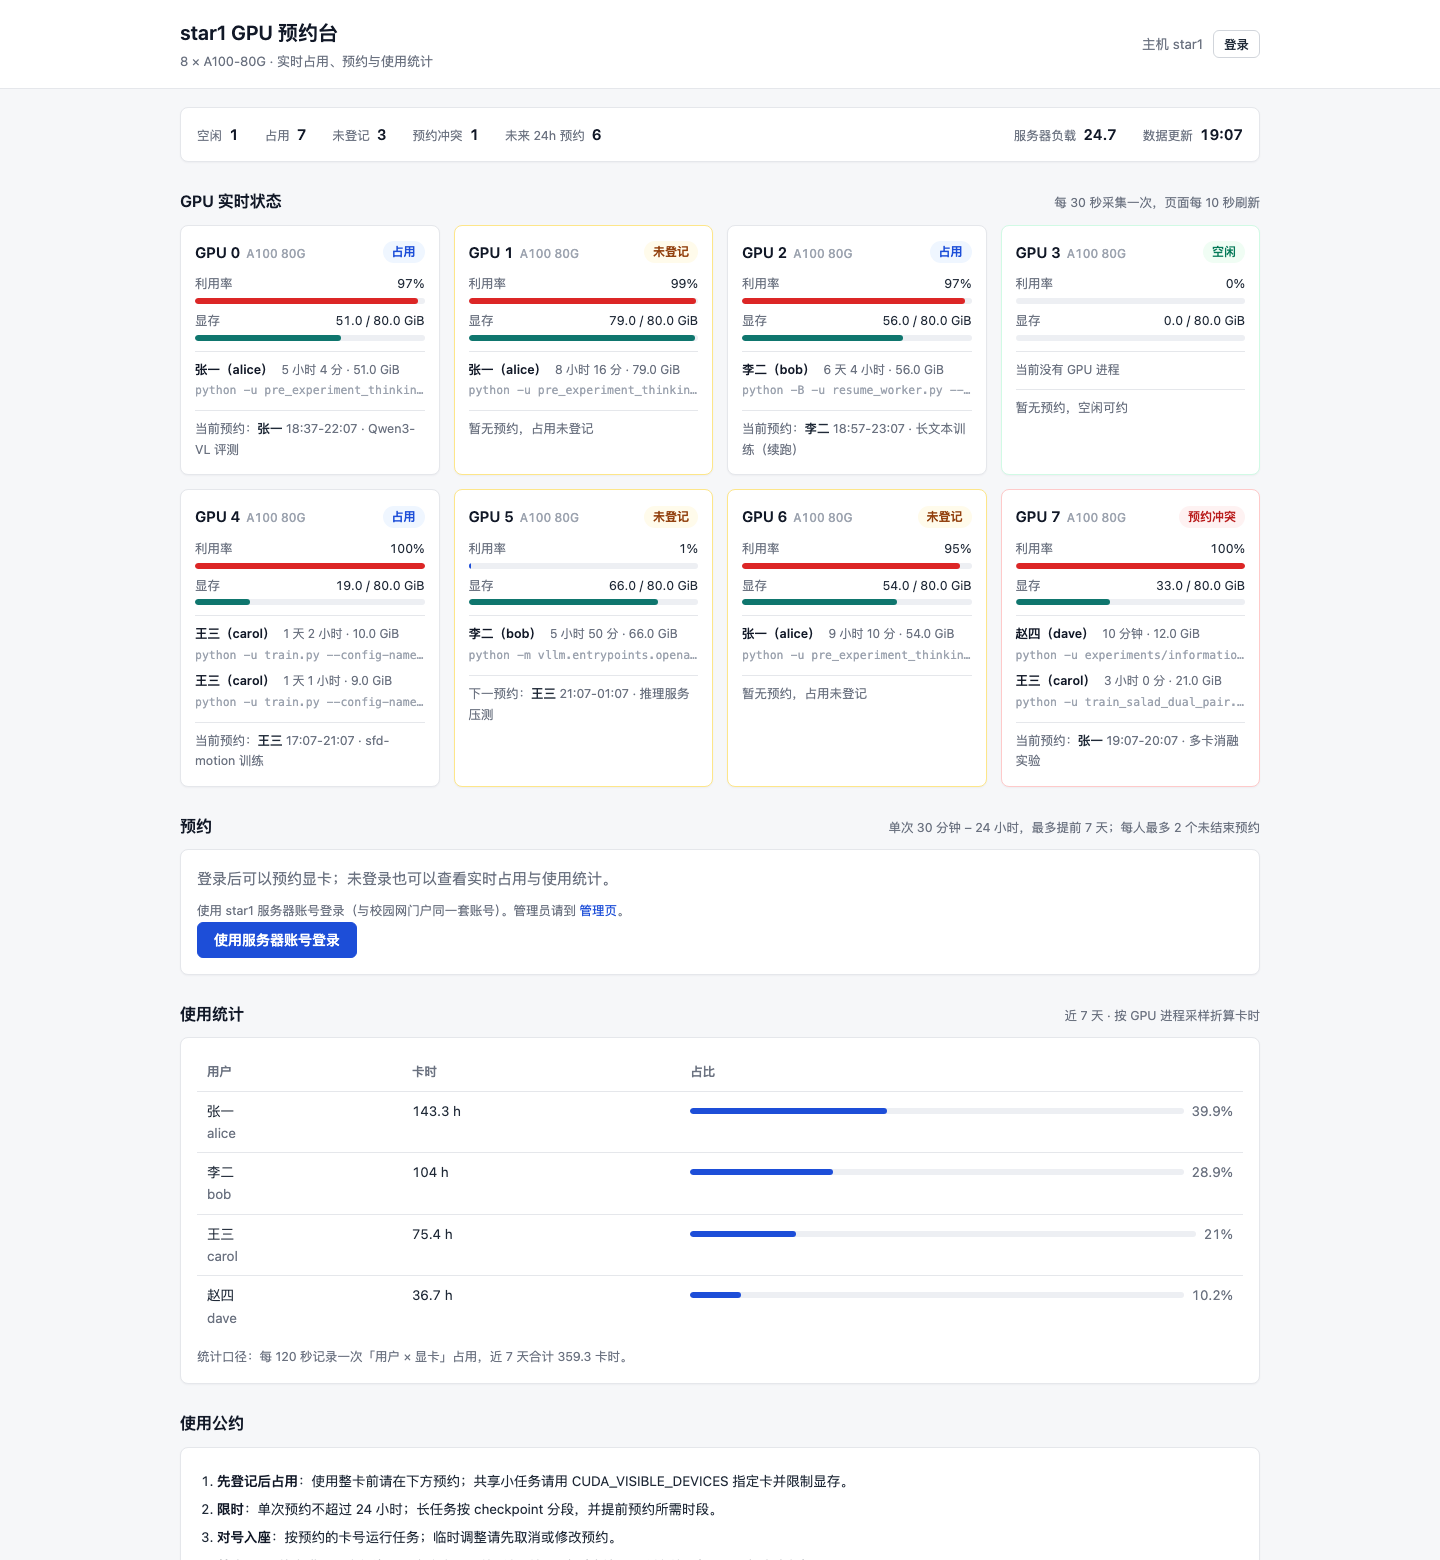 star1 GPU 预约台
8 × A100-80G · 实时占用、预约与使用统计
主机 star1 登录
空闲 1 占用 7 未登记 3 预约冲突 1 未来 24h 预约 6 服务器负载 24.7 数据更新 19:07
GPU 实时状态
每 30 秒采集一次，页面每 10 秒刷新
GPU 0 A100 80G 占用
利用率 97%
显存 51.0 / 80.0 GiB
张一（alice） 5 小时 4 分 · 51.0 GiB
python -u pre_experiment_thinkin…
当前预约：张一 18:37-22:07 · Qwen3-
VL 评测
GPU 1 A100 80G 未登记
利用率 99%
显存 79.0 / 80.0 GiB
张一（alice） 8 小时 16 分 · 79.0 GiB
python -u pre_experiment_thinkin…
暂无预约，占用未登记
GPU 2 A100 80G 占用
利用率 97%
显存 56.0 / 80.0 GiB
李二（bob） 6 天 4 小时 · 56.0 GiB
python -B -u resume_worker.py --…
当前预约：李二 18:57-23:07 · 长文本训
练（续跑）
GPU 3 A100 80G 空闲
利用率 0%
显存 0.0 / 80.0 GiB
当前没有 GPU 进程
暂无预约，空闲可约
GPU 4 A100 80G 占用
利用率 100%
显存 19.0 / 80.0 GiB
王三（carol） 1 天 2 小时 · 10.0 GiB
python -u train.py --config-name…
王三（carol） 1 天 1 小时 · 9.0 GiB
python -u train.py --config-name…
当前预约：王三 17:07-21:07 · sfd-
motion 训练
GPU 5 A100 80G 未登记
利用率 1%
显存 66.0 / 80.0 GiB
李二（bob） 5 小时 50 分 · 66.0 GiB
python -m vllm.entrypoints.opena…
下一预约：王三 21:07-01:07 · 推理服务
压测
GPU 6 A100 80G 未登记
利用率 95%
显存 54.0 / 80.0 GiB
张一（alice） 9 小时 10 分 · 54.0 GiB
python -u pre_experiment_thinkin…
暂无预约，占用未登记
GPU 7 A100 80G 预约冲突
利用率 100%
显存 33.0 / 80.0 GiB
赵四（dave） 10 分钟 · 12.0 GiB
python -u experiments/informatio…
王三（carol） 3 小时 0 分 · 21.0 GiB
python -u train_salad_dual_pair.…
当前预约：张一 19:07-20:07 · 多卡消融
实验
预约
单次 30 分钟 – 24 小时，最多提前 7 天；每人最多 2 个未结束预约
登录后可以预约显卡；未登录也可以查看实时占用与使用统计。
使用 star1 服务器账号登录（与校园网门户同一套账号）。管理员请到 管理页。
使用服务器账号登录
使用统计
近 7 天 · 按 GPU 进程采样折算卡时
用户 卡时 占比
张一 143.3 h 39.9%
alice
李二 104 h 28.9%
bob
王三 75.4 h 21%
carol
赵四 36.7 h 10.2%
dave
统计口径：每 120 秒记录一次「用户 × 显卡」占用，近 7 天合计 359.3 卡时。
使用公约
1. 先登记后占用：使用整卡前请在下方预约；共享小任务请用 CUDA_VISIBLE_DEVICES 指定卡并限制显存。
2. 限时：单次预约不超过 24 小时；长任务按 checkpoint 分段，并提前预约所需时段。
3. 对号入座：按预约的卡号运行任务；临时调整请先取消或修改预约。